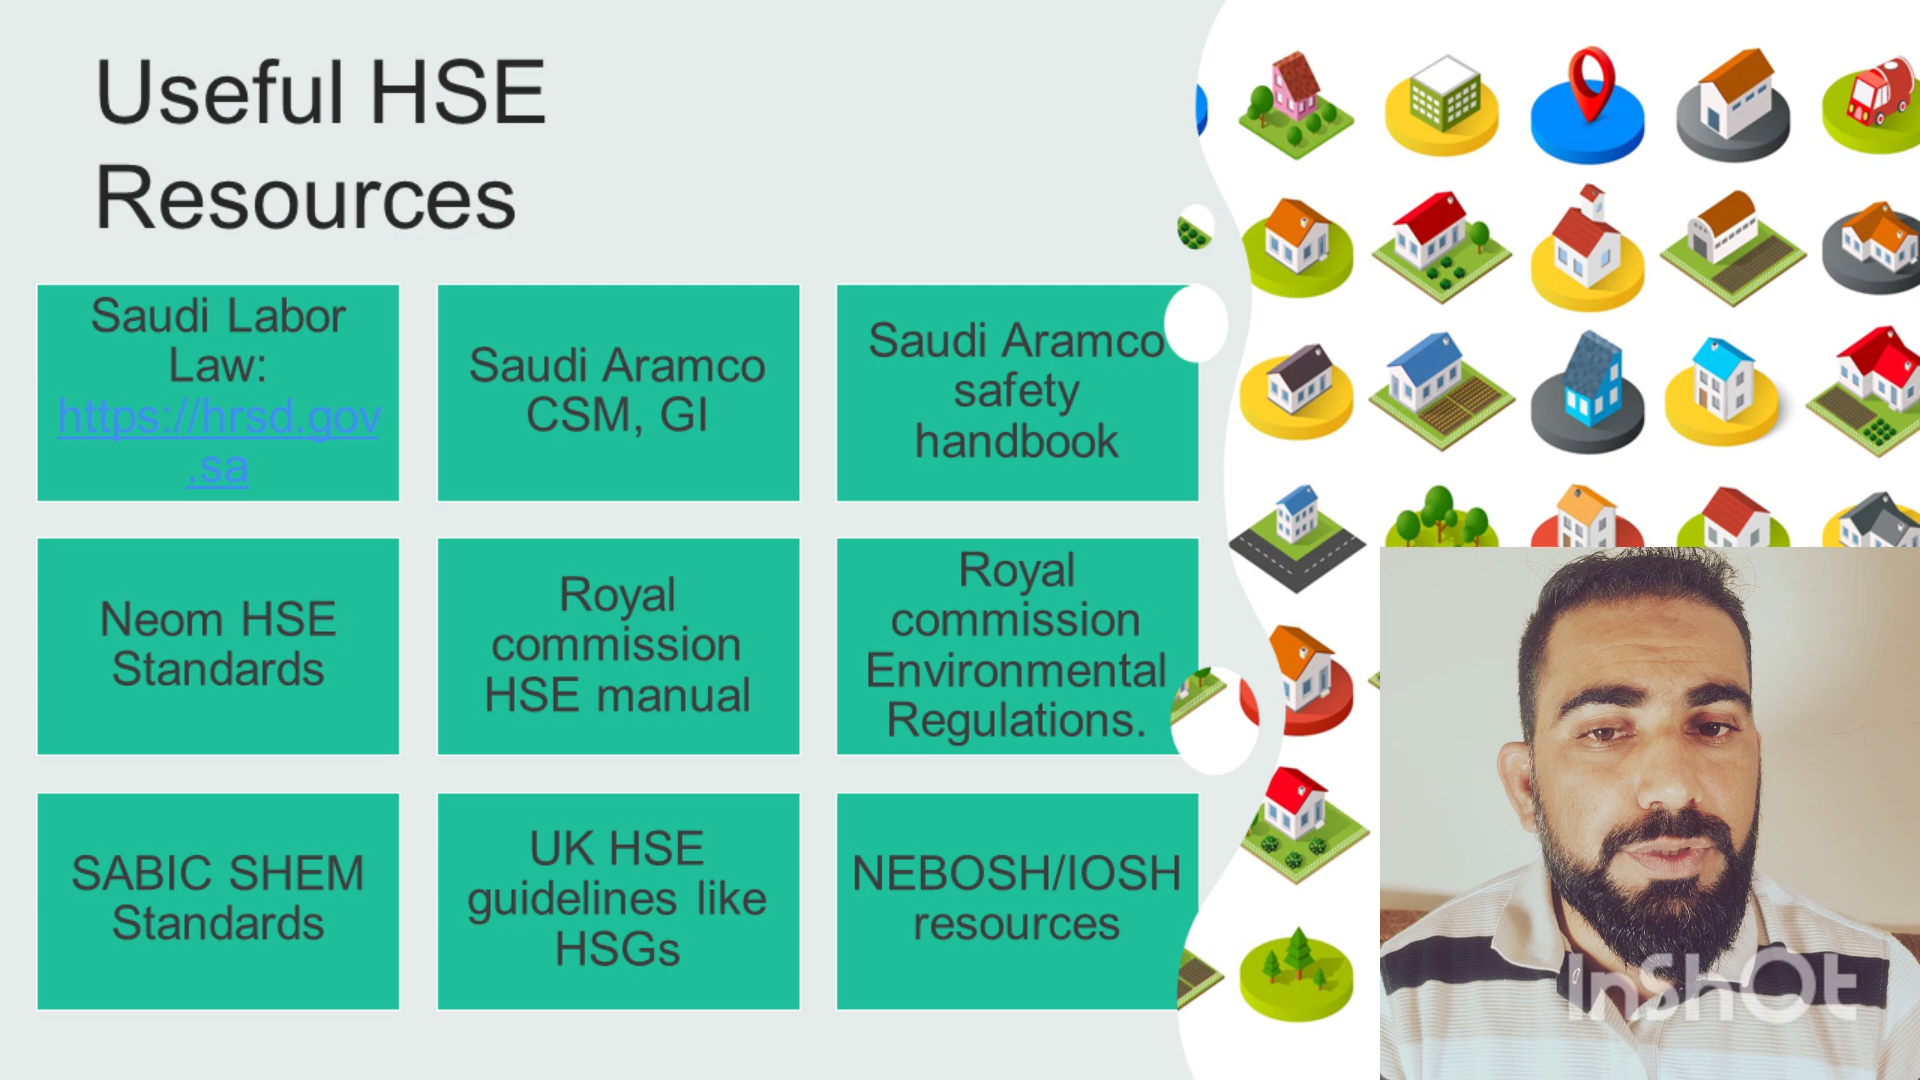 Useful HSE
Resources
Saudi Labor
Law:
https://hrsd.gov
.sa
Saudi Aramco
CSM, GI
Saudi Aramco
safety
handbook
Neom HSE
Standards
Royal
commission
HSE manual
Royal
commission
Environmental
Regulations.
SABIC SHEM
Standards
UK HSE
guidelines like
HSGs
NEBOSH/IOSH
resources
InShOt